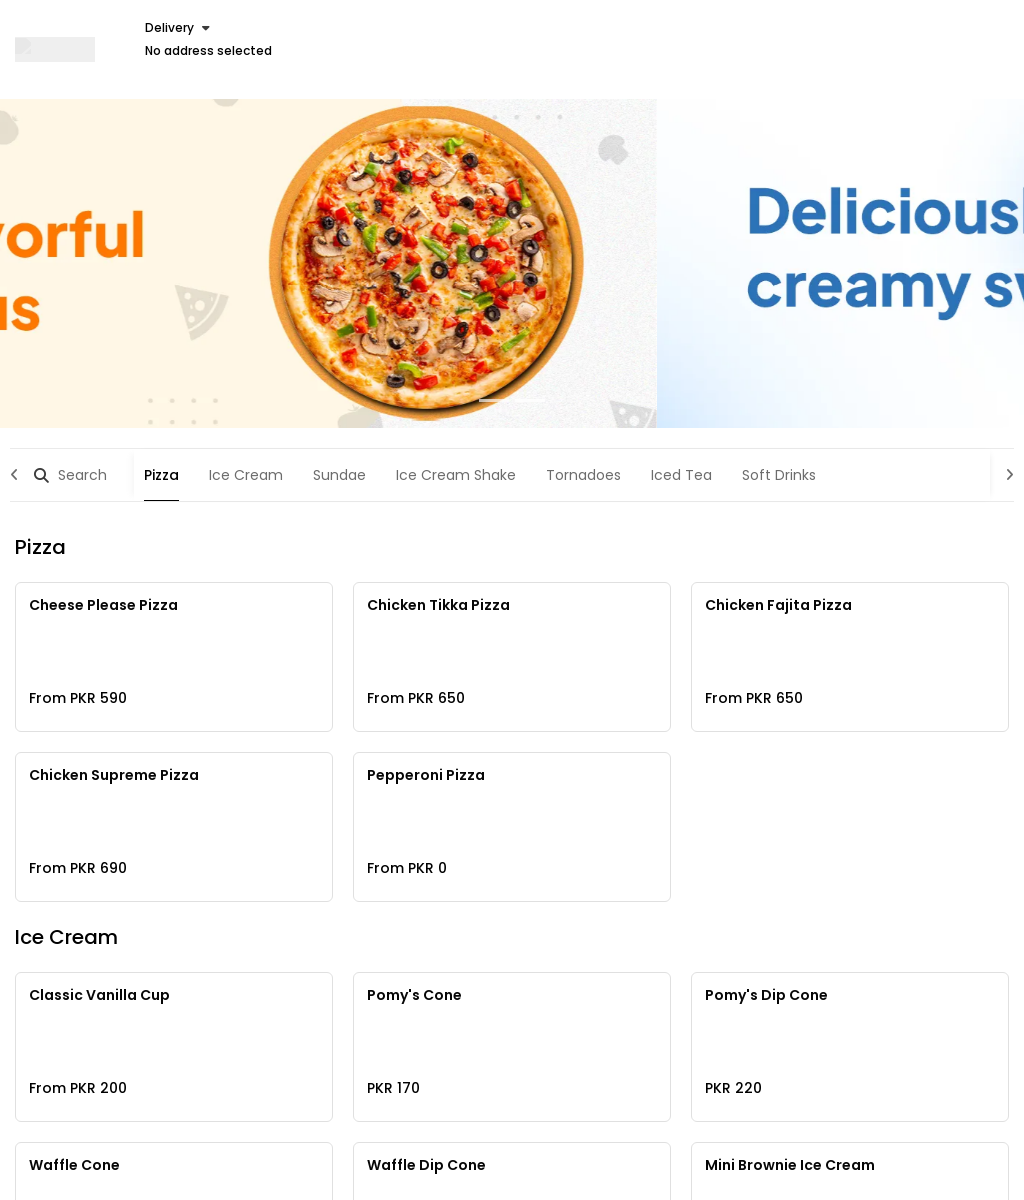 Delivery
No address selected
orful
us
Deliciousl
creamy sw
Search
Pizza
Ice Cream
Sundae
Ice Cream Shake
Tornadoes
Iced Tea
Soft Drinks
Pizza
Cheese Please Pizza
Chicken Tikka Pizza
Chicken Fajita Pizza
From PKR 590
From PKR 650
From PKR 650
Chicken Supreme Pizza
Pepperoni Pizza
From PKR 690
From PKR 0
Ice Cream
Classic Vanilla Cup
Pomy's Cone
Pomy's Dip Cone
From PKR 200
PKR 170
PKR 220
Waffle Cone
Waffle Dip Cone
Mini Brownie Ice Cream